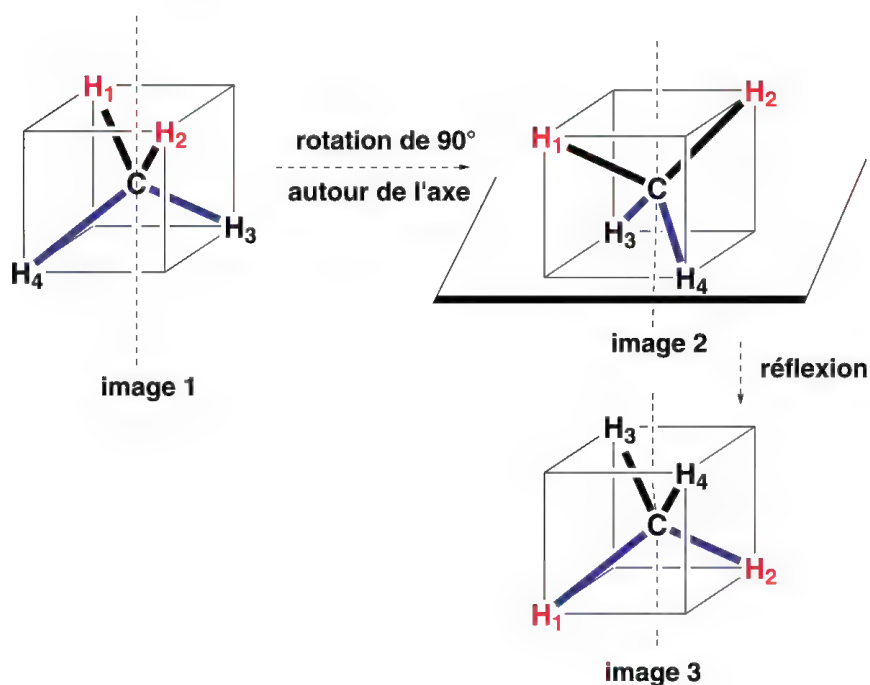 H₁
H₂
C
H₃
H₄
image 1
rotation de 90°
autour de l'axe
H₂
H₁
C
H₃
H₄
image 2
réflexion
H₃
H₄
C
H₂
H₁
image 3